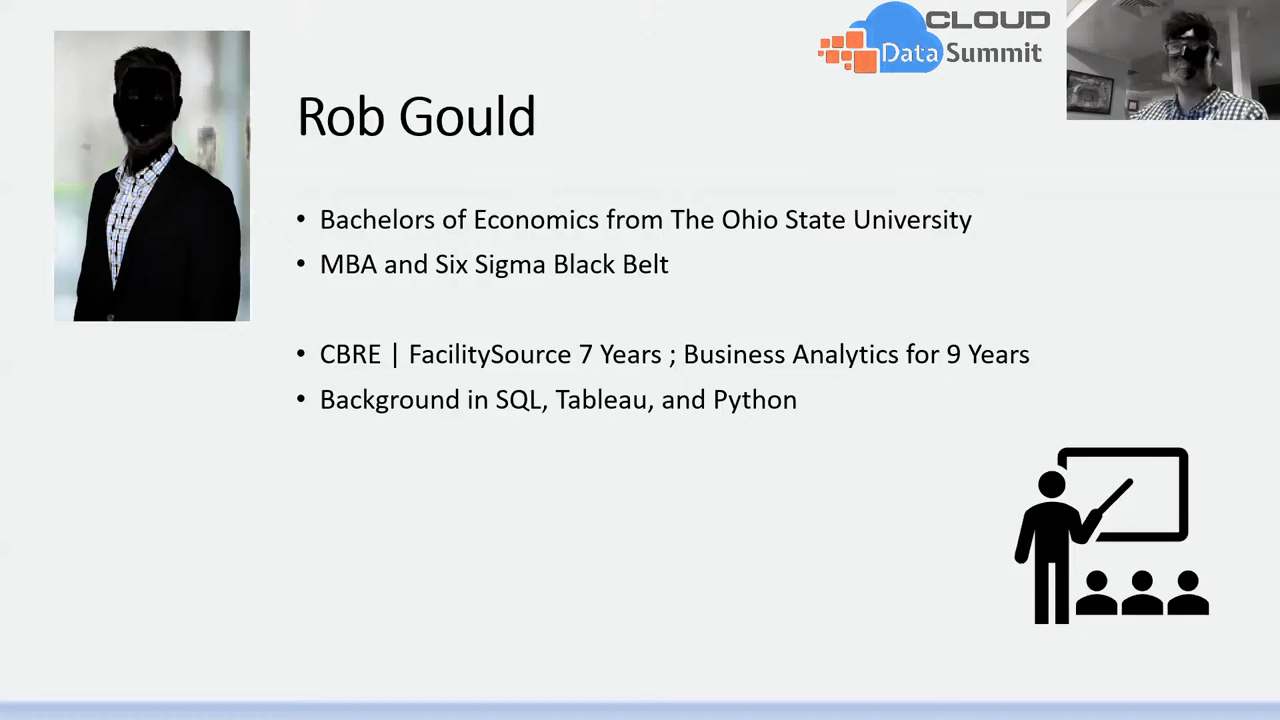 CLOUD
Data Summit
Rob Gould
• Bachelors of Economics from The Ohio State University
• MBA and Six Sigma Black Belt
• CBRE | FacilitySource 7 Years ; Business Analytics for 9 Years
• Background in SQL, Tableau, and Python